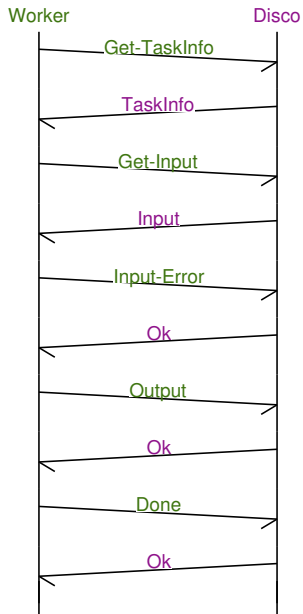 Worker Disco
Get-TaskInfo
TaskInfo
Get-Input
Input
Input-Error
Ok
Output
Ok
Done
Ok